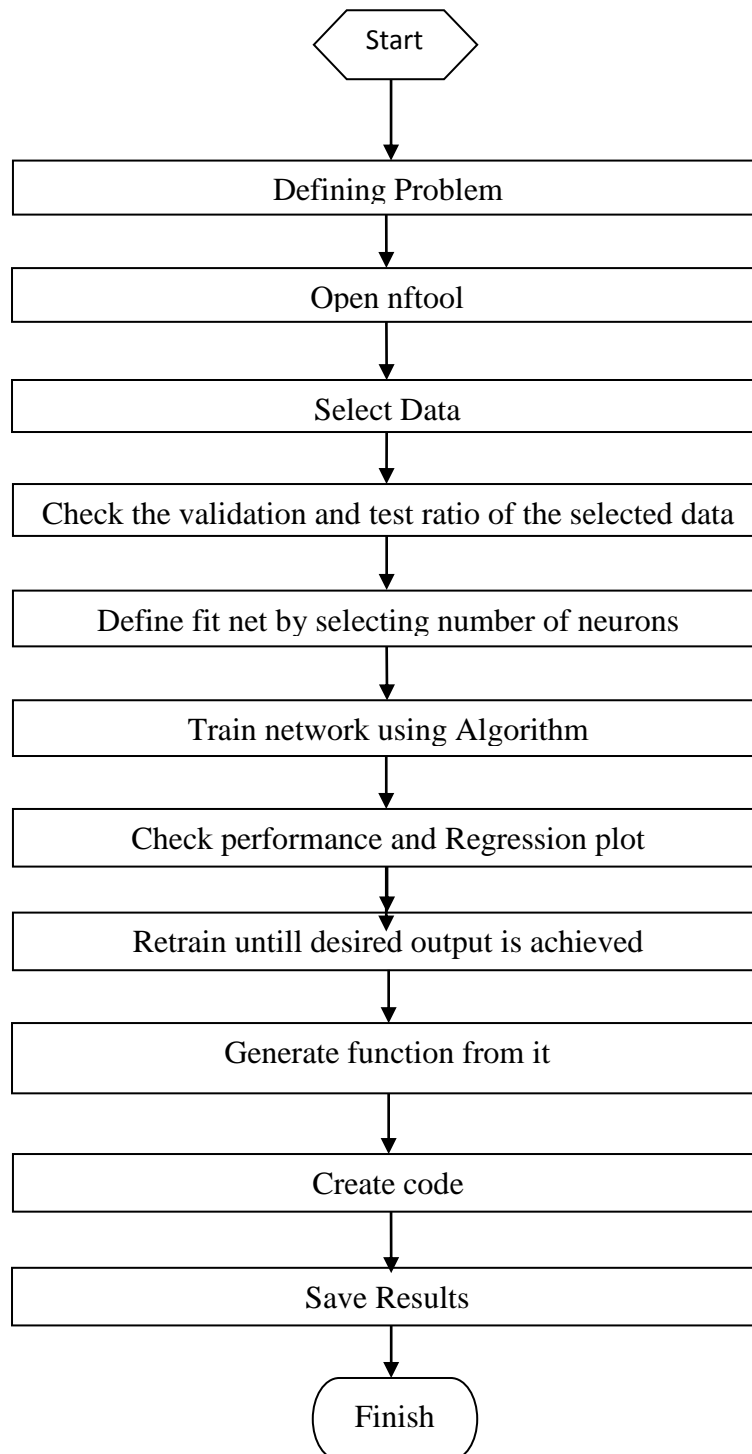 Start
Defining Problem
Open nftool
Select Data
Check the validation and test ratio of the selected data
Define fit net by selecting number of neurons
Train network using Algorithm
Check performance and Regression plot
Retrain untill desired output is achieved
Generate function from it
Create code
Save Results
Finish